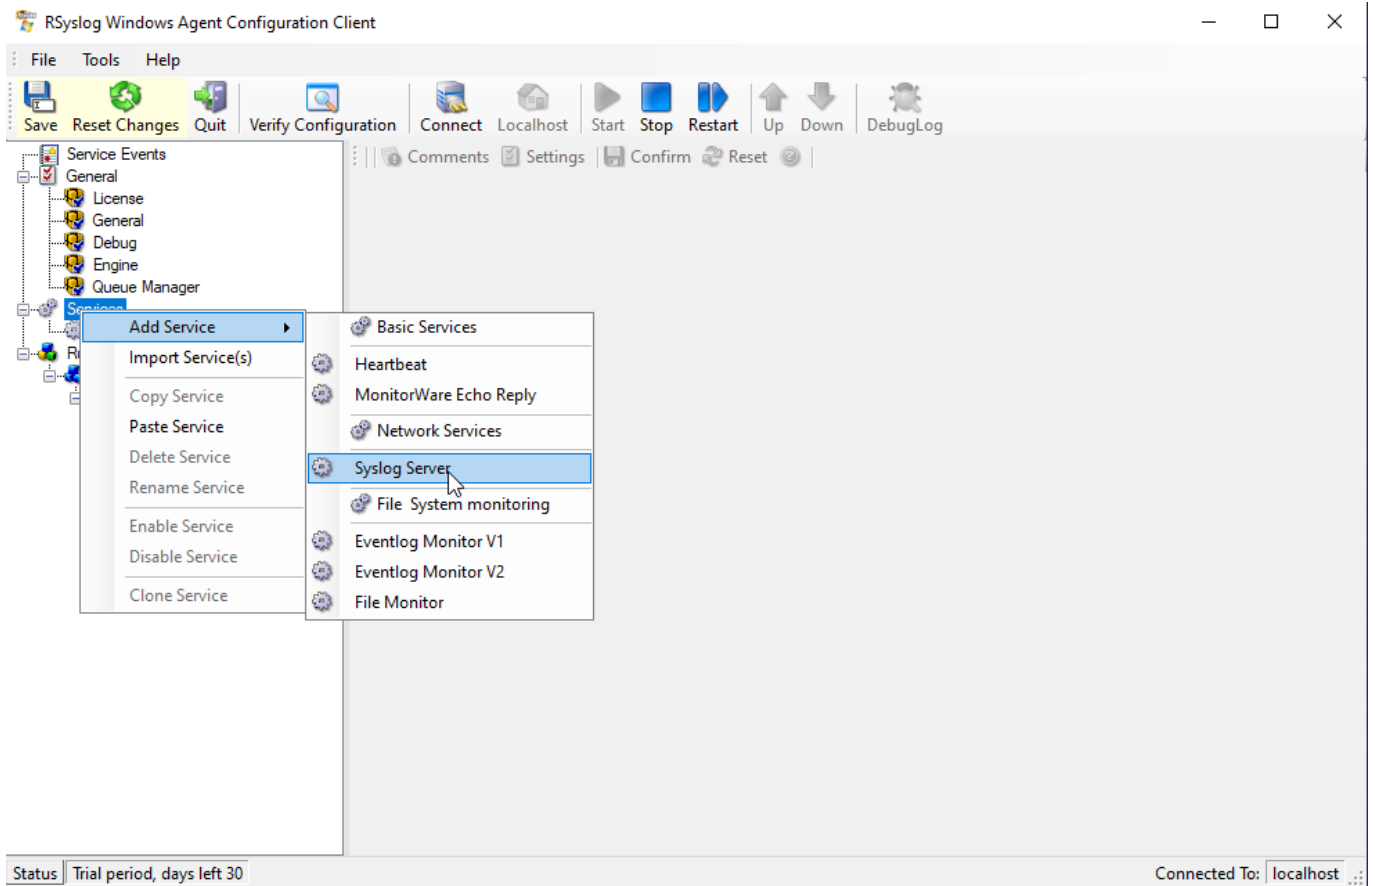 RSyslog Windows Agent Configuration Client
File Tools Help
Save Reset Changes Quit Verify Configuration Connect Localhost Start Stop Restart Up Down DebugLog
Comments Settings Confirm Reset
Service Events
General
License
General
Debug
Engine
Queue Manager
Services
Add Service
Import Service(s)
Copy Service
Paste Service
Delete Service
Rename Service
Enable Service
Disable Service
Clone Service
Basic Services
Heartbeat
MonitorWare Echo Reply
Network Services
Syslog Server
File System monitoring
Eventlog Monitor V1
Eventlog Monitor V2
File Monitor
Status Trial period, days left 30
Connected To: localhost